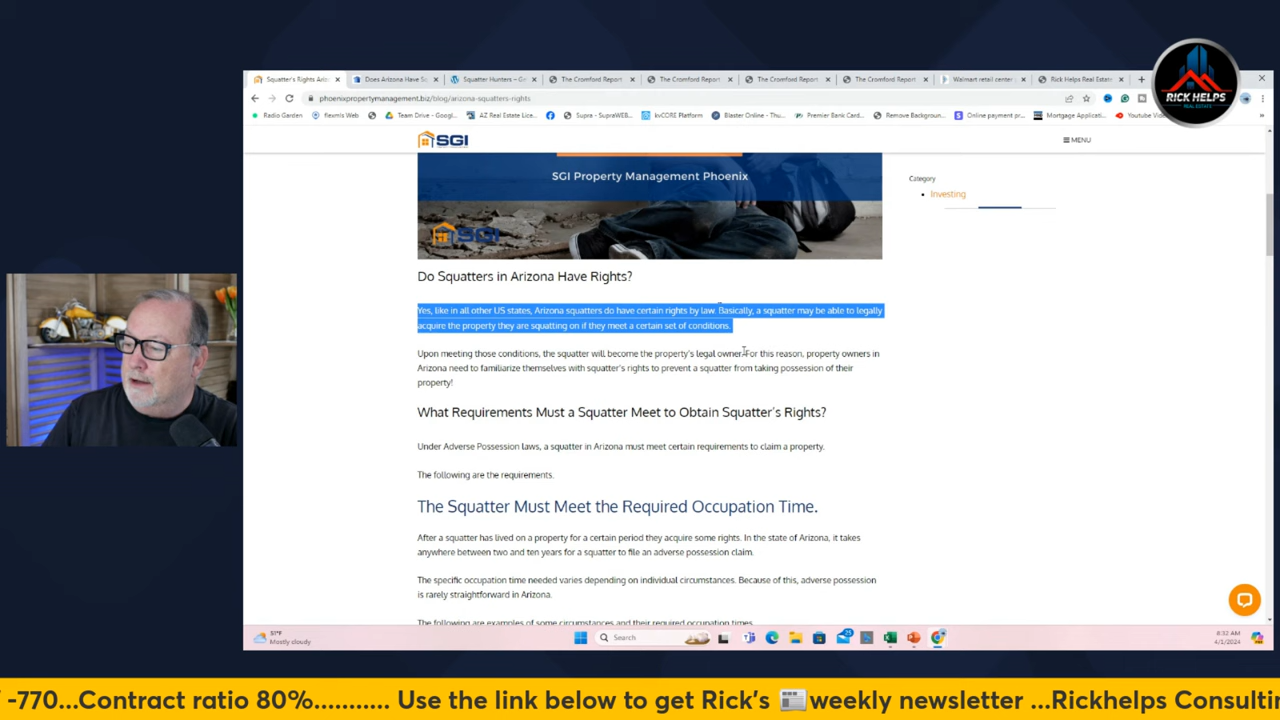 Squatter's Rights Ariz
Does Arizona Have Sq
Squatter Hunters – G
The Cromford Report
The Cromford Report
The Cromford Report
The Cromford Report
Walmart retail center
Rick Helps Real Estate
phoenixpropertymanagement.biz/blog/arizona-squatters-rights
Radio Garden
flexmls Web
Team Drive - Googl...
AZ Real Estate Lice...
Supra - SupraWEB...
kvCORE Platform
Blaster Online - Thu...
Premier Bank Card...
Remove Backgroun...
Online payment pr...
Mortgage Applicati...
RICK HELPS
REAL ESTATE
SGI
MENU
SGI Property Management Phoenix
SGI
Category
Investing
Do Squatters in Arizona Have Rights?
Yes, like in all other US states, Arizona squatters do have certain rights by law. Basically, a squatter may be able to legally
acquire the property they are squatting on if they meet a certain set of conditions.
Upon meeting those conditions, the squatter will become the property's legal owner. For this reason, property owners in
Arizona need to familiarize themselves with squatter's rights to prevent a squatter from taking possession of their
property!
What Requirements Must a Squatter Meet to Obtain Squatter's Rights?
Under Adverse Possession laws, a squatter in Arizona must meet certain requirements to claim a property.
The following are the requirements.
The Squatter Must Meet the Required Occupation Time.
After a squatter has lived on a property for a certain period they acquire some rights. In the state of Arizona, it takes
anywhere between two and ten years for a squatter to file an adverse possession claim.
The specific occupation time needed varies depending on individual circumstances. Because of this, adverse possession
is rarely straightforward in Arizona.
The following are examples of some circumstances and their required occupation times.
51°F
Mostly cloudy
Search
8:32 AM
4/1/2024
-770...Contract ratio 80%.......... Use the link below to get Rick's 📰weekly newsletter ...Rickhelps Consulti